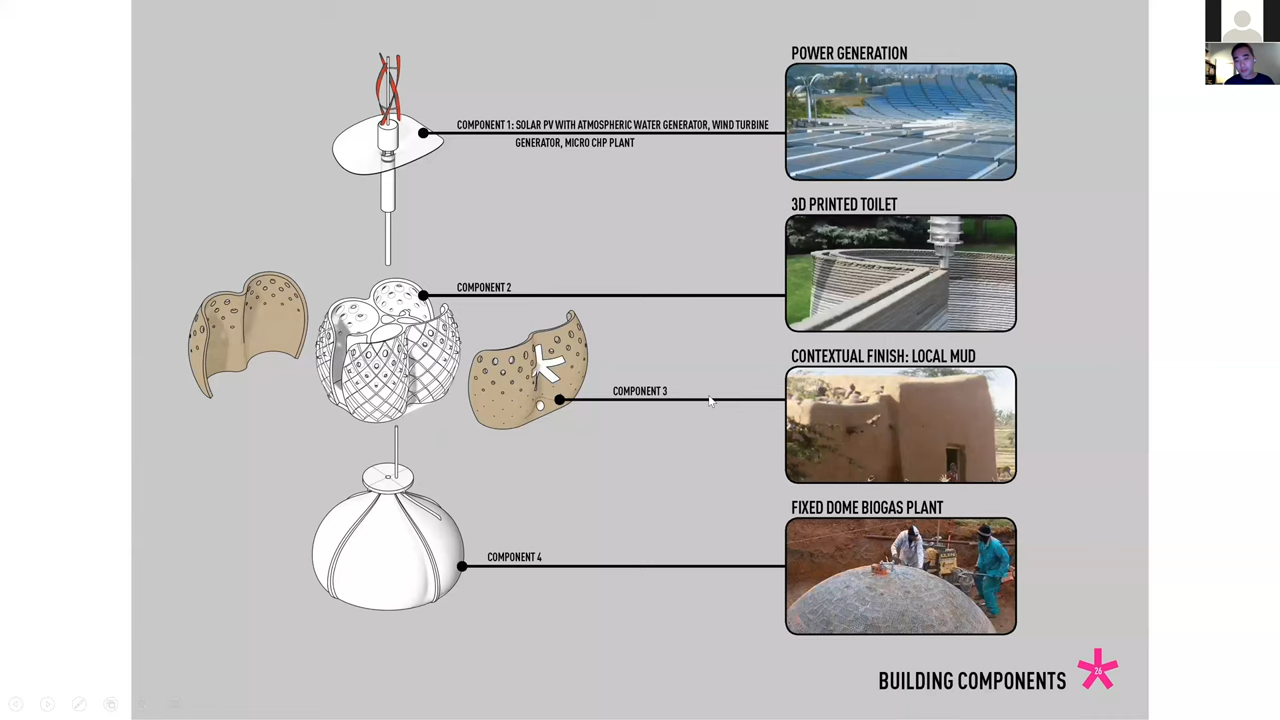 POWER GENERATION
COMPONENT 1: SOLAR PV WITH ATMOSPHERIC WATER GENERATOR, WIND TURBINE
GENERATOR, MICRO CHP PLANT
3D PRINTED TOILET
COMPONENT 2
CONTEXTUAL FINISH: LOCAL MUD
COMPONENT 3
FIXED DOME BIOGAS PLANT
COMPONENT 4
BUILDING COMPONENTS
26